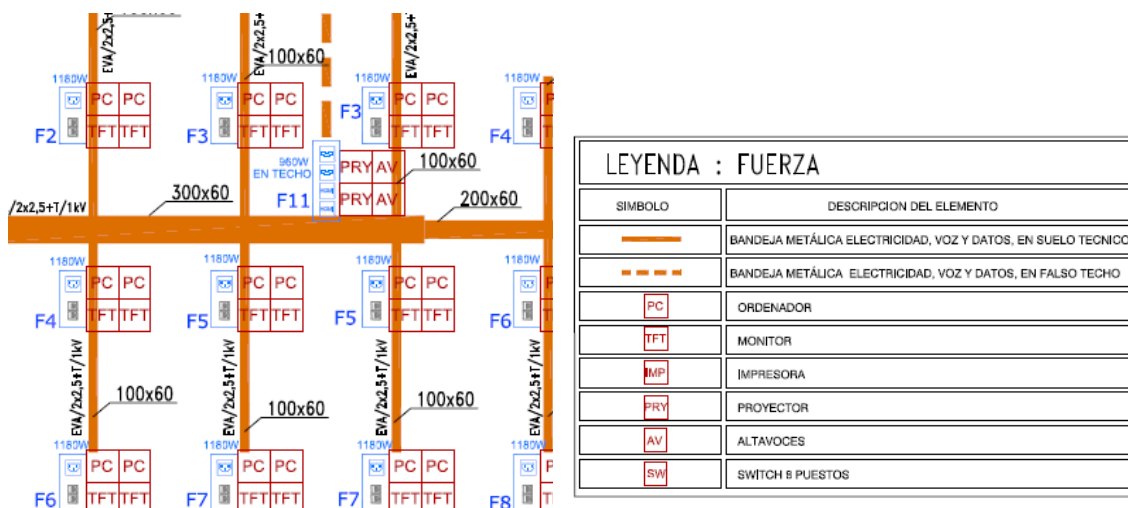 100x60
EVA/2x2,5+
EVA/2x2,5+T
EVA/2x2,5+T
100x60
1180W
PC PC
TFT TFT
F2
1180W
PC PC
TFT TFT
F3
1180W
PC PC
TFT TFT
F3
1180W
F4
960W
EN TECHO
F11
PRY AV
PRY AV
100x60
/2x2,5+T/1kV
300x60
200x60
1180W
PC PC
TFT TFT
F4
1180W
PC PC
TFT TFT
F5
1180W
PC PC
TFT TFT
F5
1180W
F6
EVA/2x2,5+T/1kV
100x60
EVA/2x2,5+T/1kV
100x60
EVA/2x2,5+T/1kV
100x60
EVA/2x2,5+T/1kV
1180W
PC PC
TFT TFT
F6
1180W
PC PC
TFT TFT
F7
1180W
PC PC
TFT TFT
F7
1180W
F8
LEYENDA : FUERZA
SIMBOLO DESCRIPCION DEL ELEMENTO
BANDEJA METÁLICA ELECTRICIDAD, VOZ Y DATOS, EN SUELO TECNICO
BANDEJA METÁLICA ELECTRICIDAD, VOZ Y DATOS, EN FALSO TECHO
PC ORDENADOR
TFT MONITOR
IMP IMPRESORA
PRY PROYECTOR
AV ALTAVOCES
SW SWITCH 8 PUESTOS